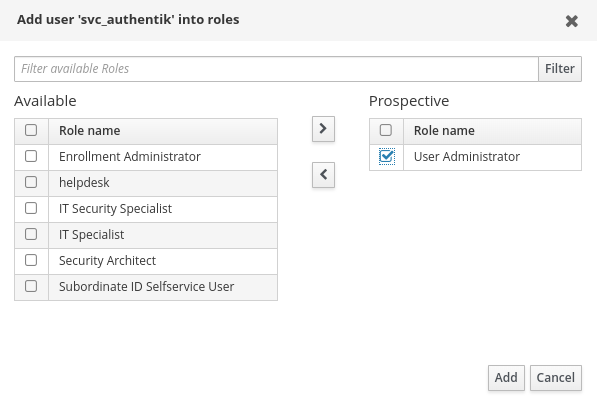 Add user 'svc_authentik' into roles
Filter available Roles
Filter
Available
Role name
Enrollment Administrator
helpdesk
IT Security Specialist
IT Specialist
Security Architect
Subordinate ID Selfservice User
Prospective
Role name
User Administrator
Add
Cancel